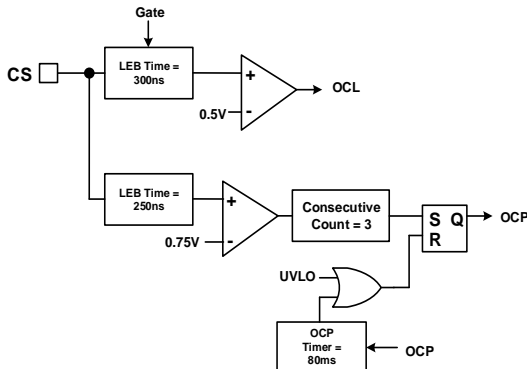 Gate
CS
LEB Time =
300ns
+
-
0.5V
OCL
LEB Time =
250ns
+
-
0.75V
Consecutive
Count = 3
S Q
R
OCP
UVLO
OCP
Timer =
80ms
OCP